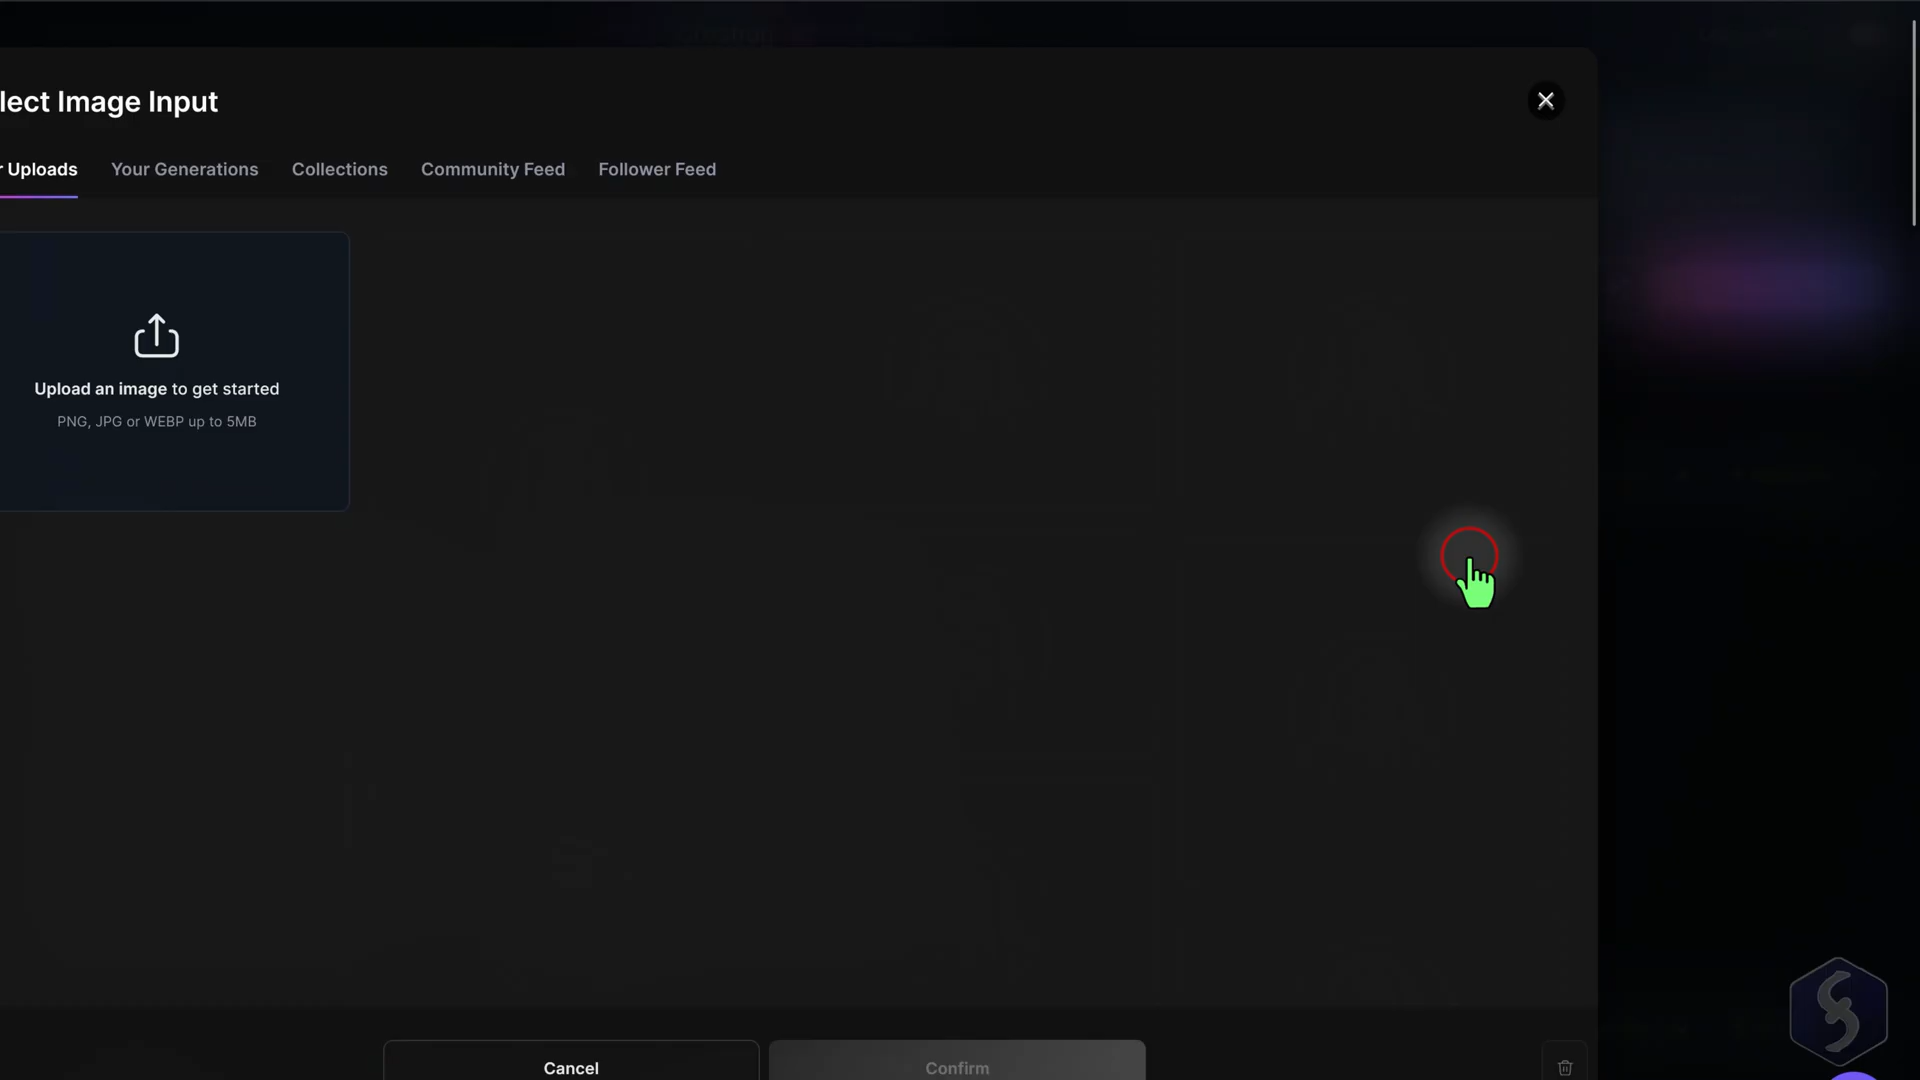 lect Image Input
r Uploads Your Generations Collections Community Feed Follower Feed
Upload an image to get started
PNG, JPG or WEBP up to 5MB
Cancel Confirm